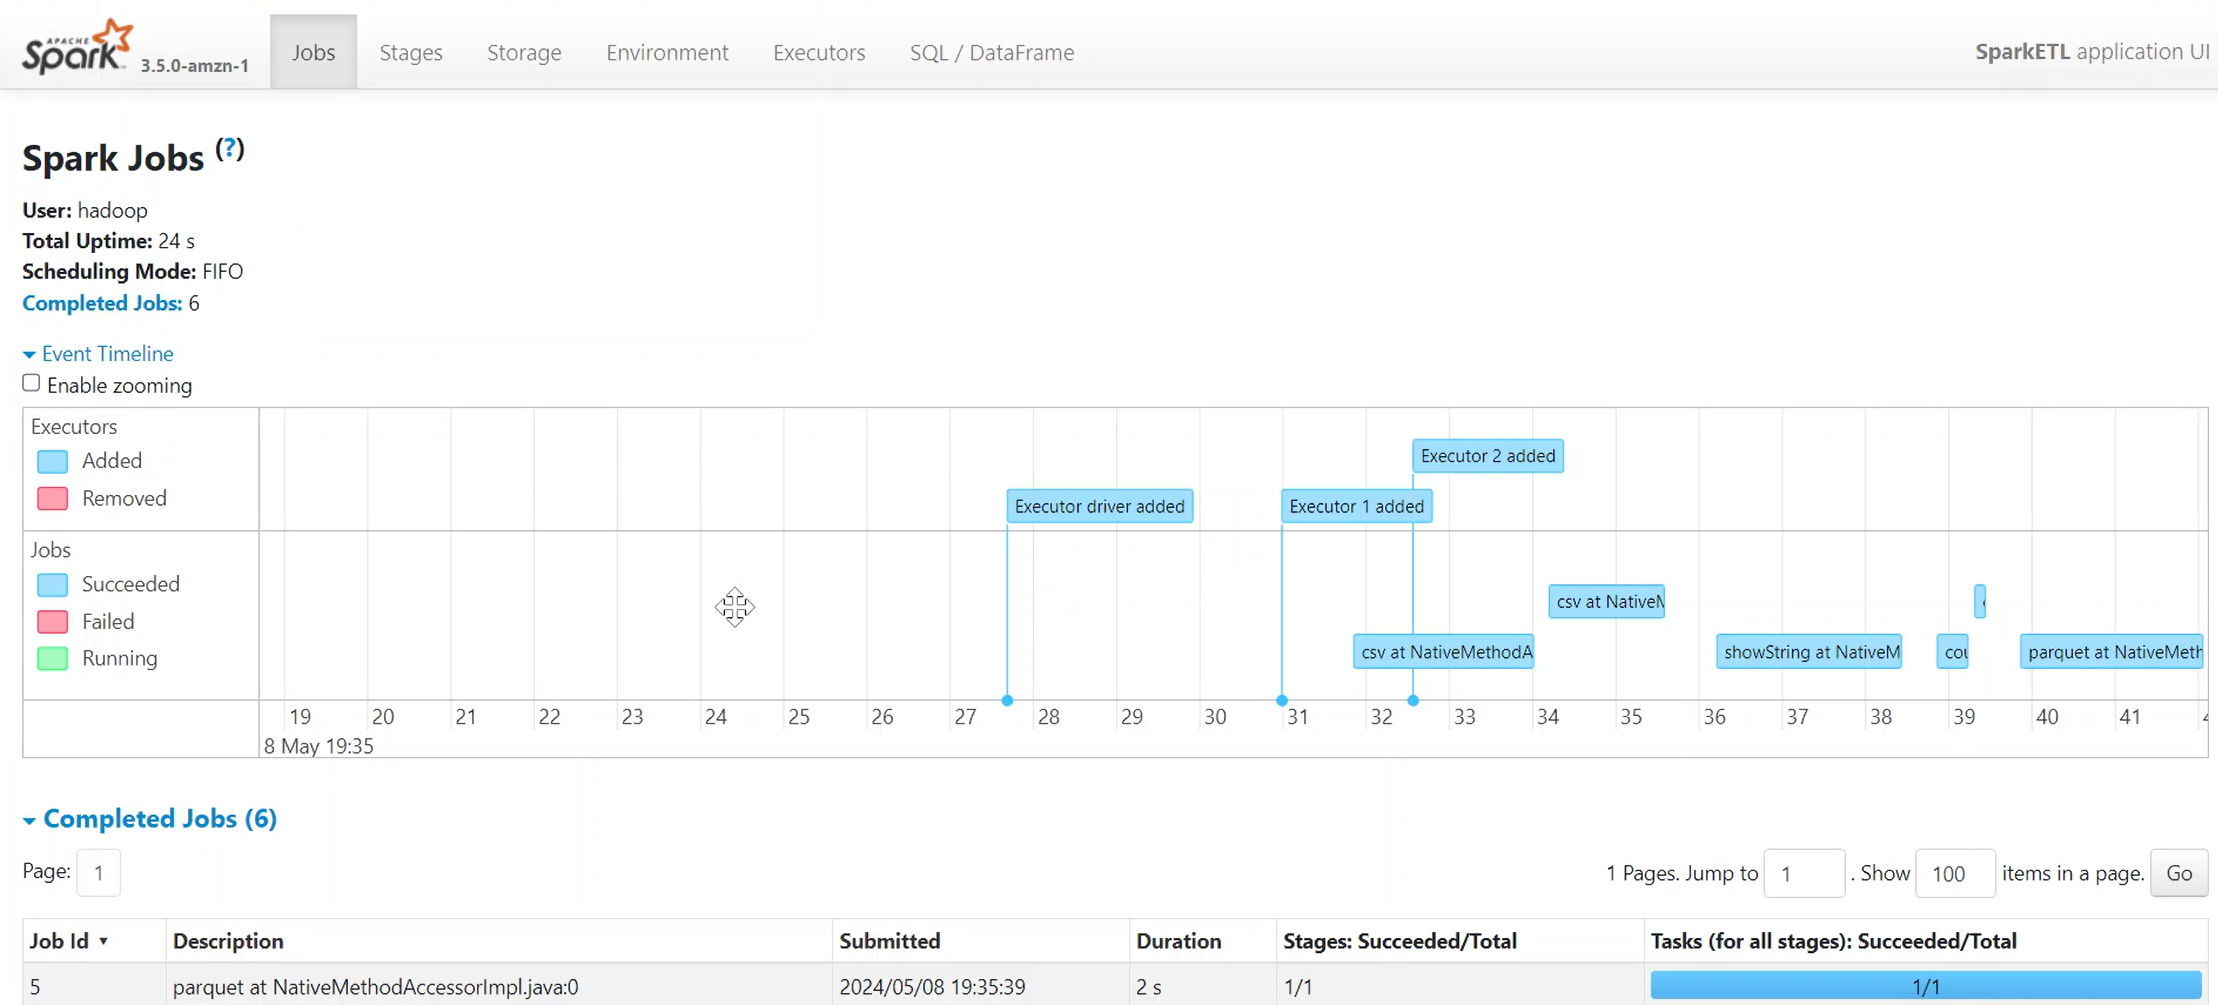 APACHE Spark 3.5.0-amzn-1 Jobs Stages Storage Environment Executors SQL / DataFrame SparkETL application UI
Spark Jobs (?)
User: hadoop
Total Uptime: 24 s
Scheduling Mode: FIFO
Completed Jobs: 6
Event Timeline
Enable zooming
Executors
Added
Removed
Executor 2 added
Executor driver added
Executor 1 added
Jobs
Succeeded
Failed
Running
csv at NativeM
csv at NativeMethodA
showString at NativeM
cou
parquet at NativeMeth
19 20 21 22 23 24 25 26 27 28 29 30 31 32 33 34 35 36 37 38 39 40 41
8 May 19:35
Completed Jobs (6)
Page: 1
1 Pages. Jump to 1 . Show 100 items in a page. Go
Job Id ▼ Description Submitted Duration Stages: Succeeded/Total Tasks (for all stages): Succeeded/Total
5 parquet at NativeMethodAccessorImpl.java:0 2024/05/08 19:35:39 2 s 1/1 1/1